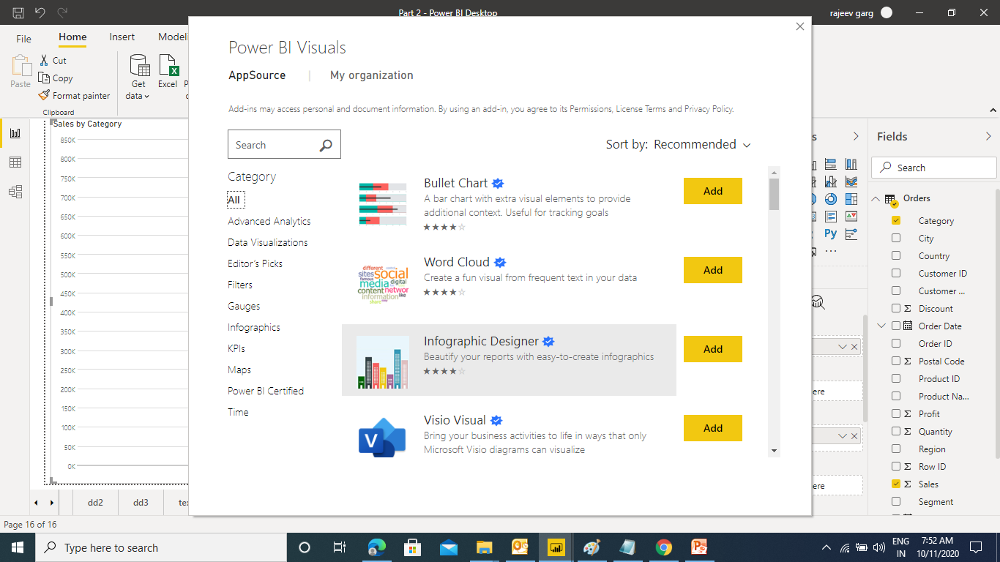 Part 2 - Power BI Desktop
rajeev garg
File
Home
Insert
Modeli
Paste
Cut
Copy
Format painter
Clipboard
Get
data
Excel
Power BI Visuals
AppSource
My organization
Add-ins may access personal and document information. By using an add-in, you agree to its Permissions, License Terms and Privacy Policy.
Search
Sort by: Recommended
Category
All
Advanced Analytics
Data Visualizations
Editor's Picks
Filters
Gauges
Infographics
KPIs
Maps
Power BI Certified
Time
Bullet Chart
A bar chart with extra visual elements to provide
additional context. Useful for tracking goals
Add
different
sites social
famous
media digital
content networ
information like
share
Word Cloud
Create a fun visual from frequent text in your data
Add
Infographic Designer
Beautify your reports with easy-to-create infographics
Add
V
Visio Visual
Bring your business activities to life in ways that only
Microsoft Visio diagrams can visualize
Add
Sales by Category
850K
800K
750K
700K
650K
600K
550K
500K
450K
400K
350K
300K
250K
200K
150K
100K
50K
0K
s
Py
ere
ere
Fields
Search
Orders
Category
City
Country
Customer ID
Customer ...
Σ Discount
Order Date
Order ID
Σ Postal Code
Product ID
Product Na...
Σ Profit
Σ Quantity
Region
Σ Row ID
Σ Sales
Segment
dd2
dd3
tex
Page 16 of 16
Type here to search
ENG
IN
7:52 AM
10/11/2020